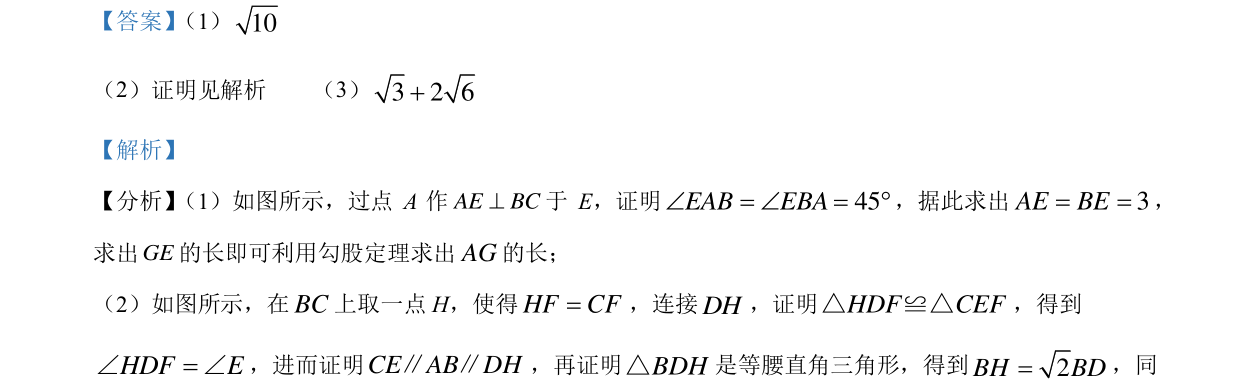 【答案】（1）√10
（2）证明见解析 （3）√3+2√6
【解析】
【分析】（1）如图所示，过点 A 作 AE⊥BC 于 E，证明∠EAB=∠EBA=45°，据此求出 AE=BE=3，
求出 GE 的长即可利用勾股定理求出 AG 的长；
（2）如图所示，在 BC 上取一点 H，使得 HF=CF，连接 DH，证明△HDF≌△CEF，得到
∠HDF=∠E，进而证明 CE∥AB∥DH，再证明△BDH 是等腰直角三角形，得到 BH=√2BD，同